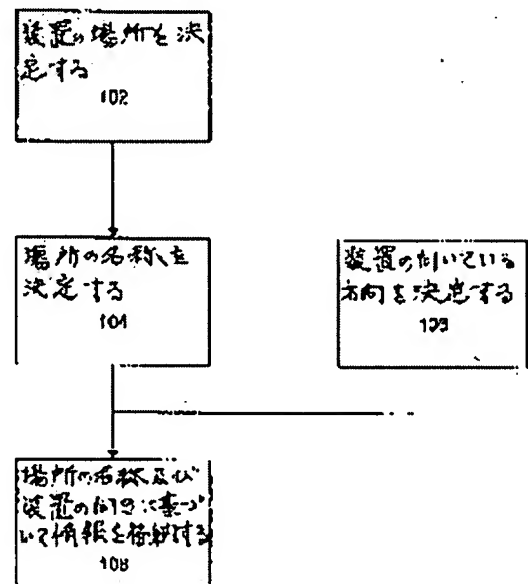 装置の場所を決
定する
102
場所の名称を
決定する
104
装置の向いている
方向を決定する
場所の名称及び
装置の向きに基づ
いて情報を格納する
108